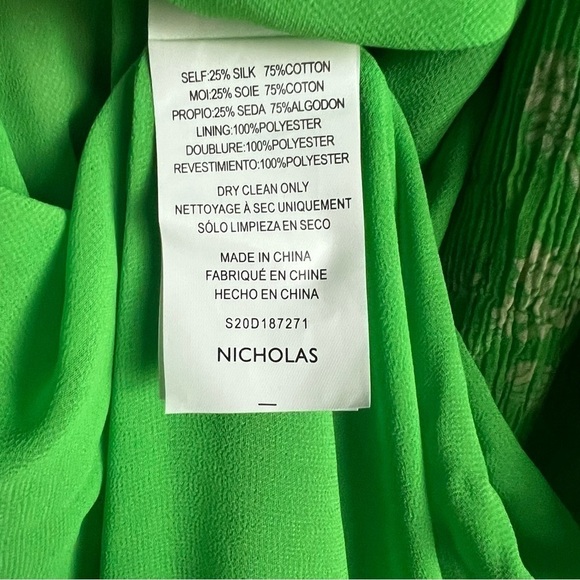 SELF:25% SILK 75%COTTON
MOI:25% SOIE 75%COTON
PROPIO:25% SEDA 75%ALGODON
LINING:100%POLYESTER
DOUBLURE:100%POLYESTER
REVESTIMIENTO:100%POLYESTER
DRY CLEAN ONLY
NETTOYAGE À SEC UNIQUEMENT
SÓLO LIMPIEZA EN SECO
MADE IN CHINA
FABRIQUÉ EN CHINE
HECHO EN CHINA
S20D187271
NICHOLAS